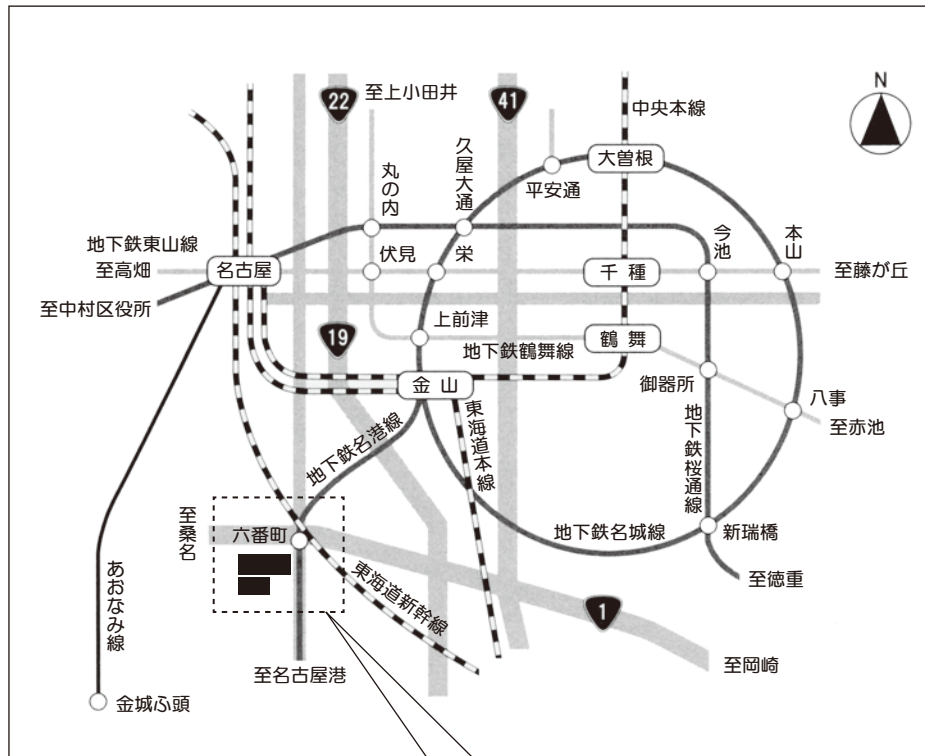 N
22
至上小田井
41
中央本線
久屋大通
丸の内
大曽根
平安通
今池
本山
地下鉄東山線
伏見
栄
至高畑
名古屋
千種
至藤が丘
至中村区役所
上前津
19
地下鉄鶴舞線
鶴舞
御器所
金山
八事
東海道本線
至赤池
地下鉄名港線
地下鉄桜通線
至桑名
六番町
地下鉄名城線
新瑞橋
あおなみ線
東海道新幹線
至徳重
1
至名古屋港
至岡崎
金城ふ頭